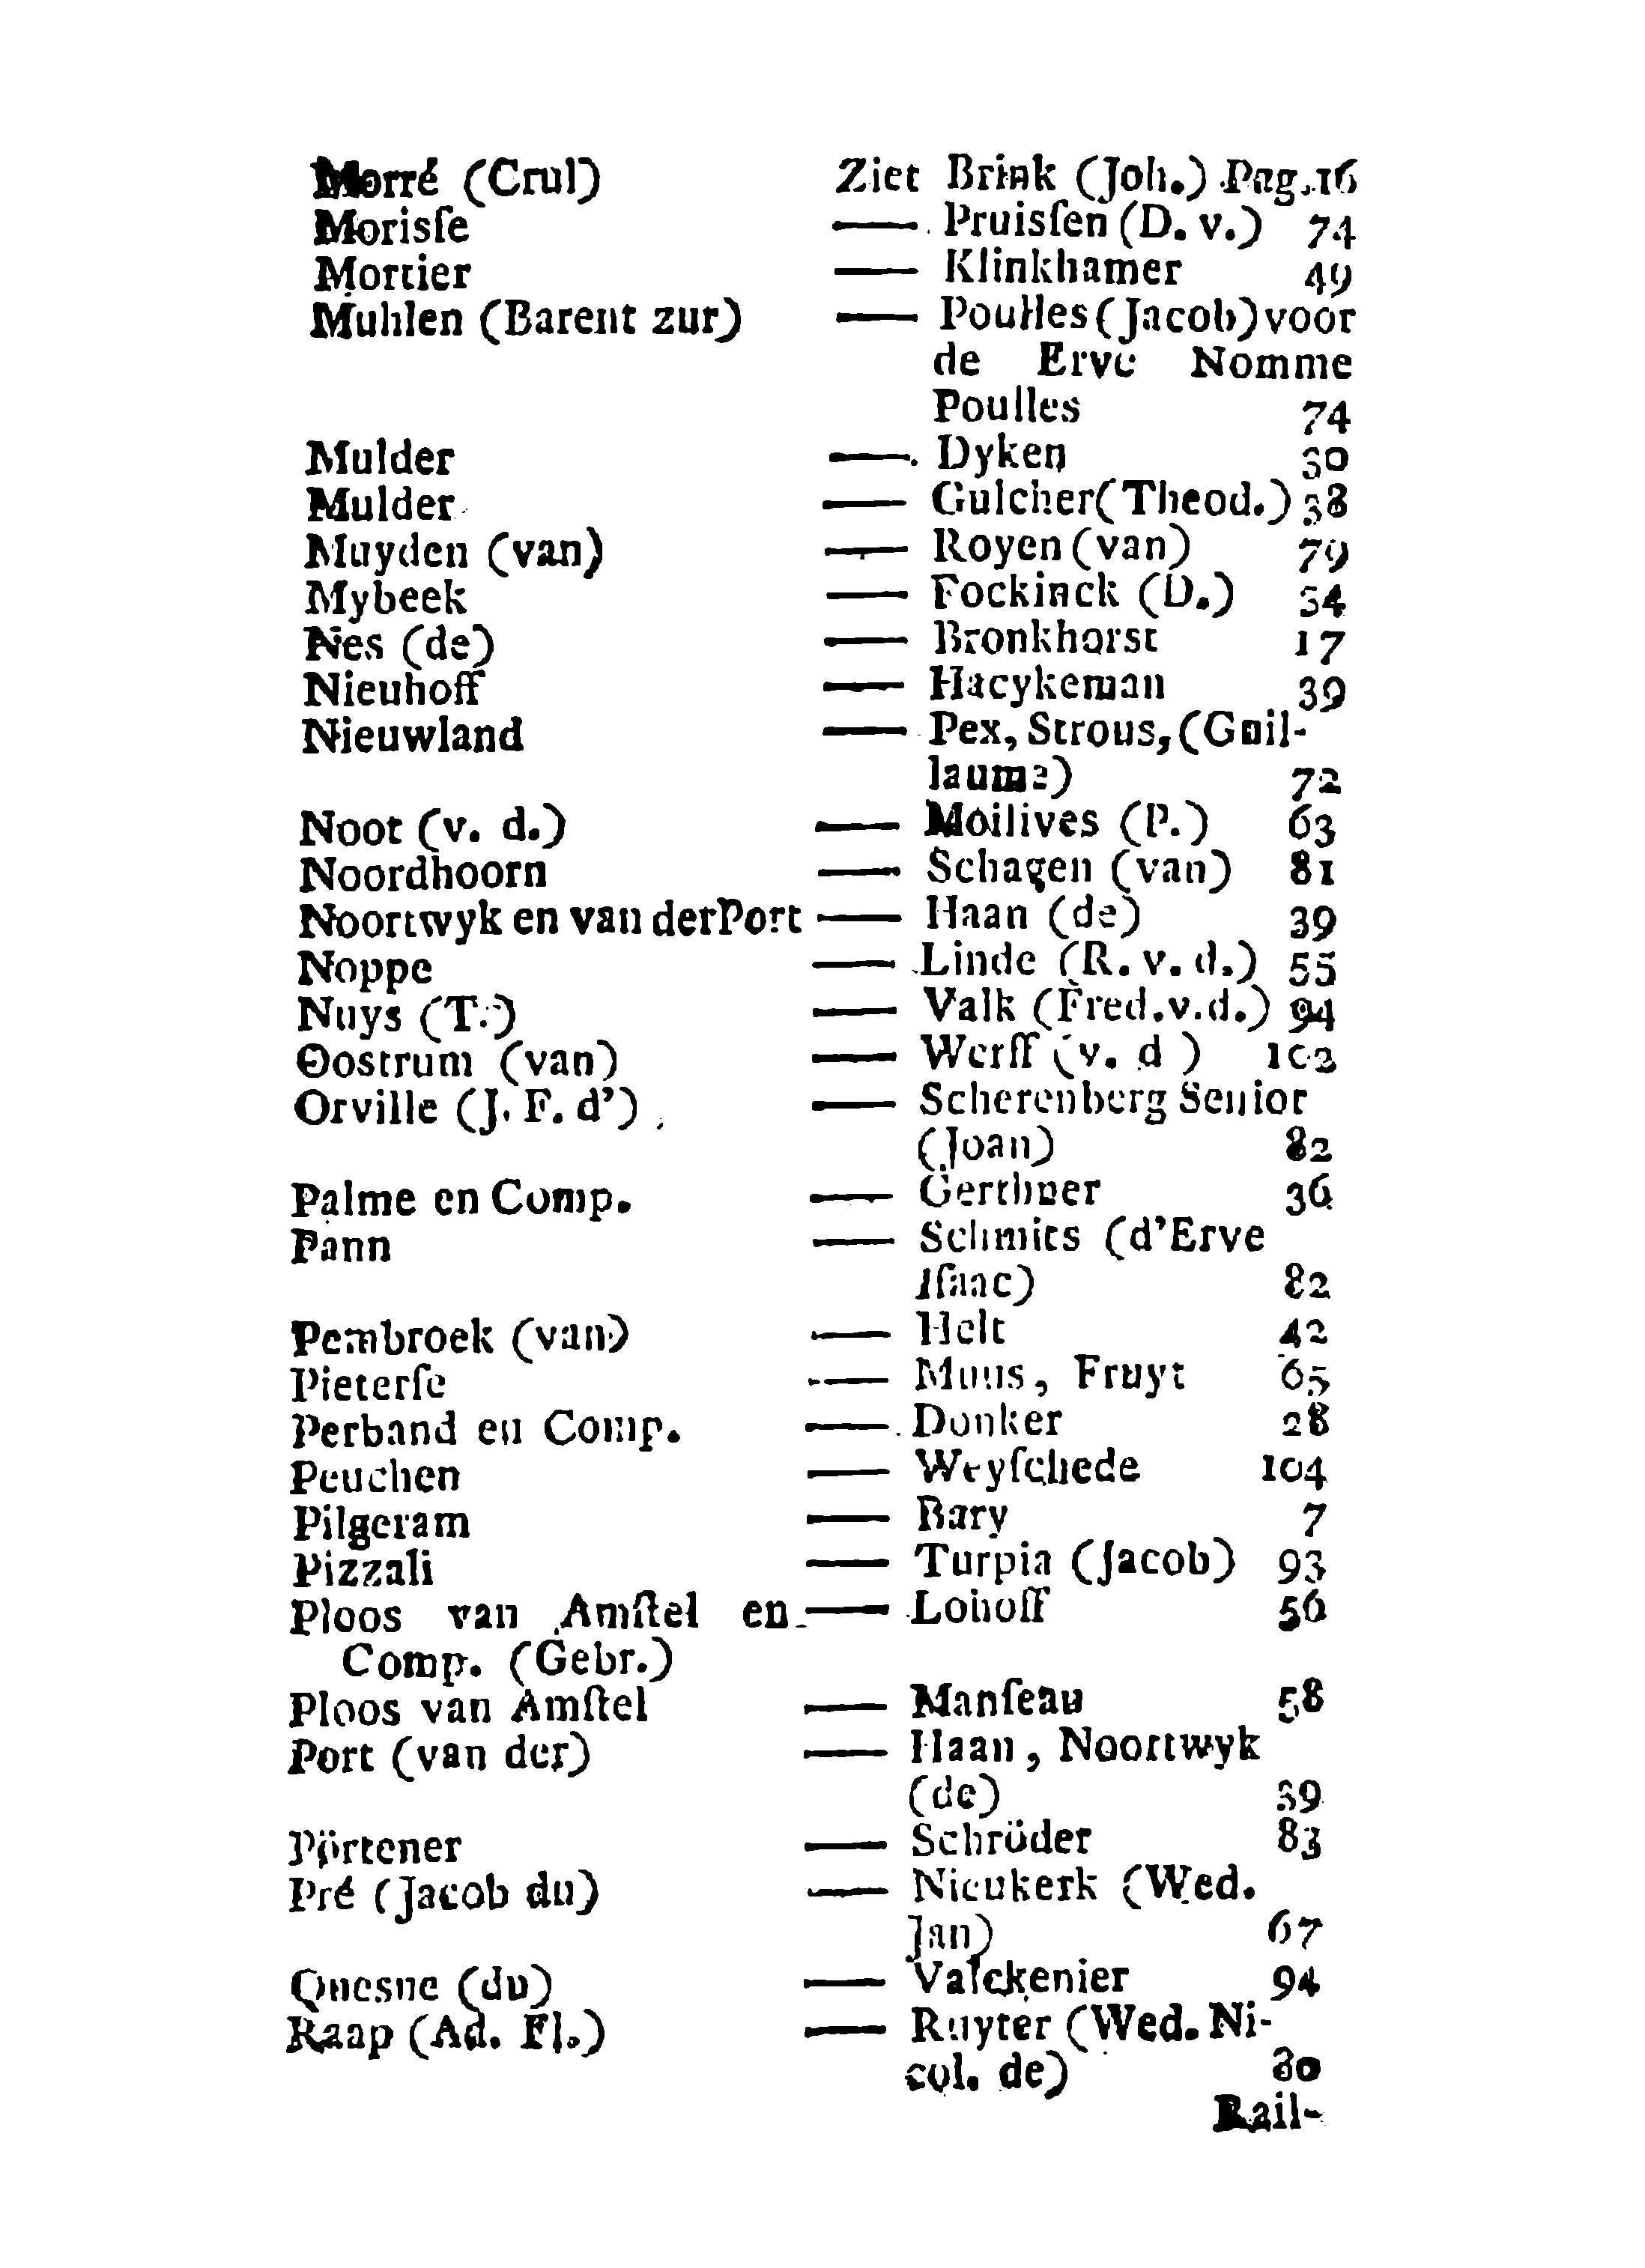 Morré (Crul) Ziet Brink (Joh.) Pag. 16
Morisſe —— Pruisſen (D. v.) 74
Mortier —— Klinkhamer 49
Muhlen (Barent zur) —— Poulles (Jacob) voor
de Erve Nomme
Poulles 74
Mulder —— Dyken 30
Mulder —— Gulcher (Theod.) 38
Muyden (van) —— Royen (van) 79
Mybeek —— Fockinck (D.) 34
Nes (de) —— Bronkhorst 17
Nieuhoff —— Hacykeman 39
Nieuwland —— Pex, Strous, (Guil-
laume) 72
Noot (v. d.) —— Moilives (P.) 63
Noordhoorn —— Schagen (van) 81
Noortwyk en van der Port —— Haan (de) 39
Noppe —— Linde (R. v. d.) 55
Nuys (T.) —— Valk (Fred. v. d.) 94
Oostrum (van) —— Werff (v. d ) 102
Orville (J. F. d') —— Scherenberg Senior
(Joan) 82
Palme en Comp. —— Gerthner 36
Pann —— Schmits (d'Erve
Iſaac) 82
Pembroek (van) —— Helt 42
Pieterſe —— Muus, Fruyt 65
Perband en Comp. —— Donker 28
Peuchen —— Weyſchede 104
Pilgeram —— Bary 7
Pizzali —— Turpia (Jacob) 93
Ploos van Amſtel en —— Lohoff 56
Comp. (Gebr.)
Ploos van Amſtel —— Manſeau 58
Port (van der) —— Haan, Noortwyk
(de) 39
Pörtener —— Schrüder 83
Pré (Jacob du) —— Nieukerk (Wed.
Jan) 67
Quesne (du) —— Valckenier 94
Raap (Ad. Fl.) —— Ruyter (Wed. Ni-
col. de) 80
Rail-